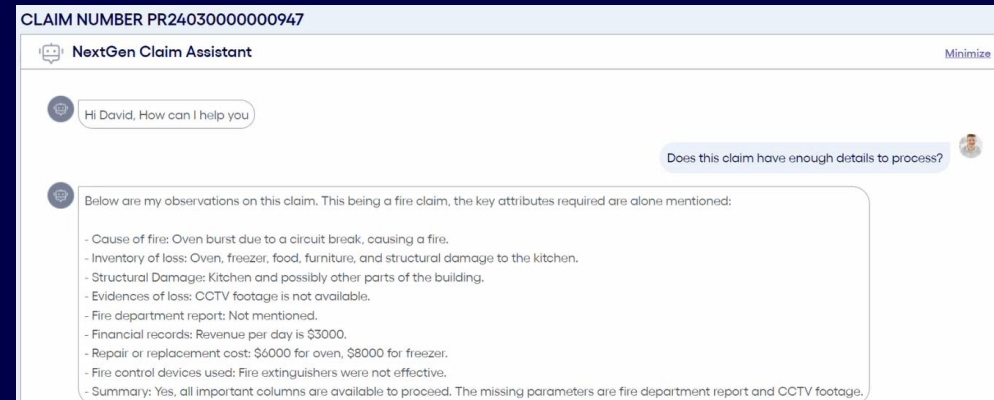 CLAIM NUMBER PR24030000000947
NextGen Claim Assistant
Minimize
Hi David, How can I help you
Does this claim have enough details to process?
Below are my observations on this claim. This being a fire claim, the key attributes required are alone mentioned:
- Cause of fire: Oven burst due to a circuit break, causing a fire.
- Inventory of loss: Oven, freezer, food, furniture, and structural damage to the kitchen.
- Structural Damage: Kitchen and possibly other parts of the building.
- Evidences of loss: CCTV footage is not available.
- Fire department report: Not mentioned.
- Financial records: Revenue per day is $3000.
- Repair or replacement cost: $6000 for oven, $8000 for freezer.
- Fire control devices used: Fire extinguishers were not effective.
- Summary: Yes, all important columns are available to proceed. The missing parameters are fire department report and CCTV footage.